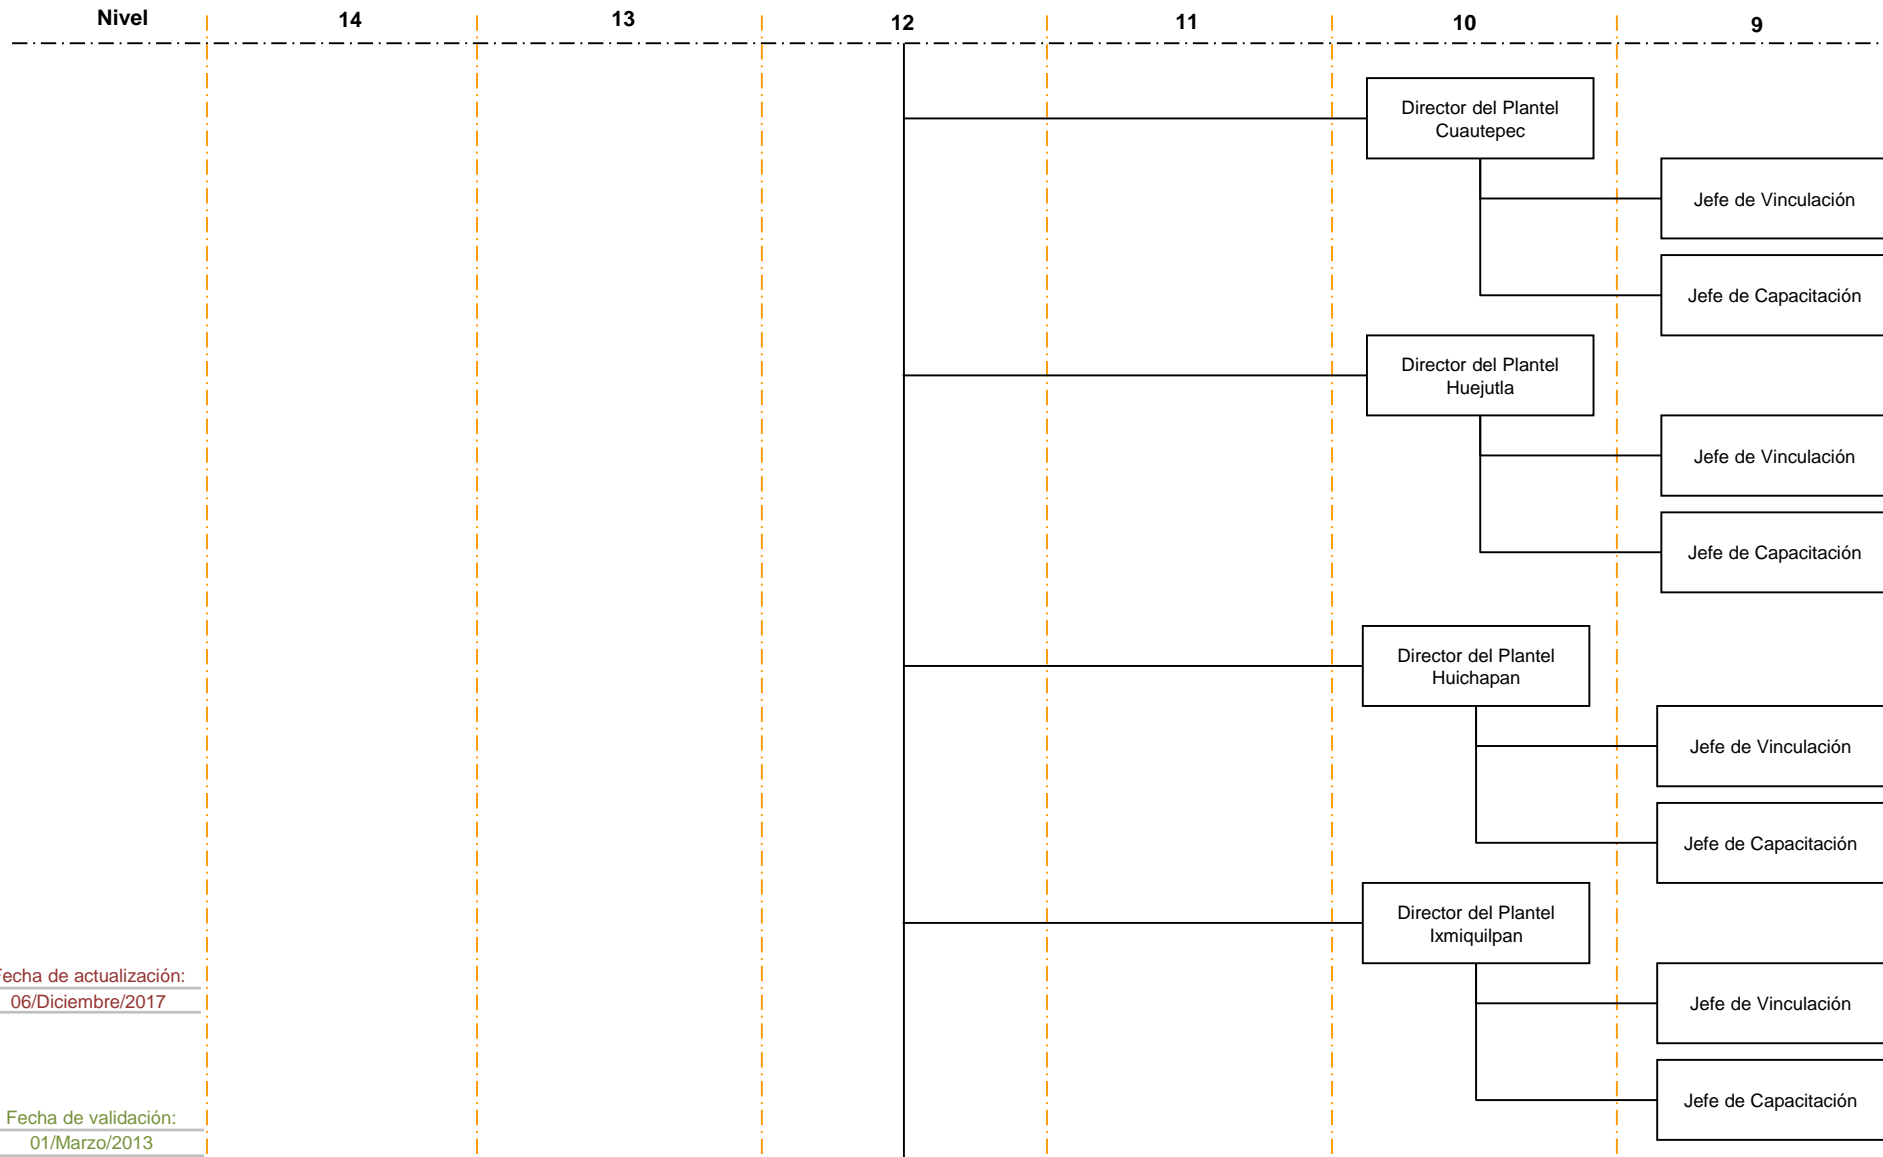 Nivel 14 13 12 11 10 9
Director del Plantel
Cuautepec
Jefe de Vinculación
Jefe de Capacitación
Director del Plantel
Huejutla
Jefe de Vinculación
Jefe de Capacitación
Director del Plantel
Huichapan
Jefe de Vinculación
Jefe de Capacitación
Director del Plantel
Ixmiquilpan
Jefe de Vinculación
Jefe de Capacitación
Fecha de actualización:
06/Diciembre/2017
Fecha de validación:
01/Marzo/2013